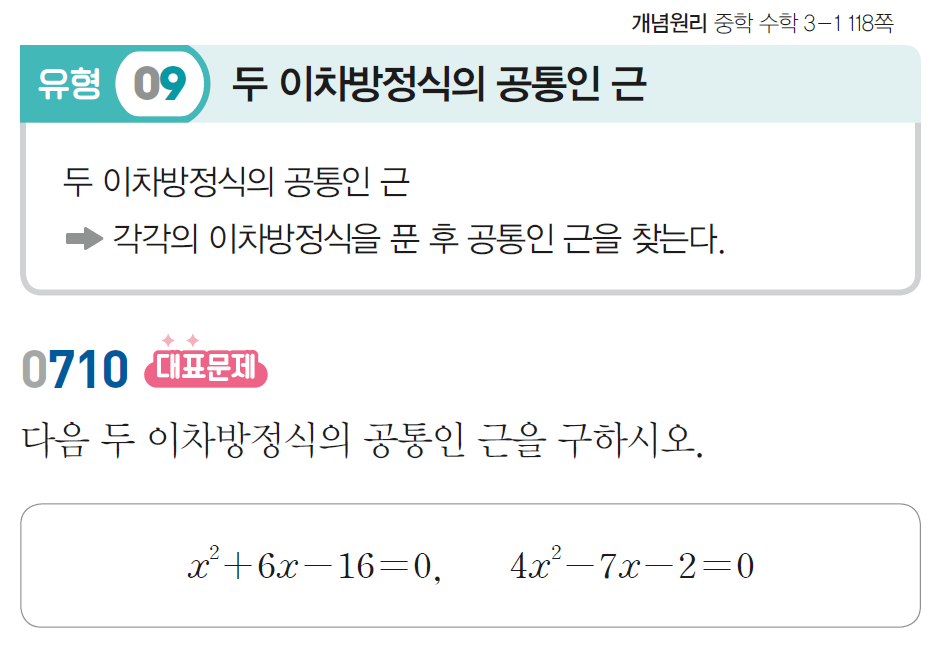 개념원리 중학 수학 3-1 118쪽
유형 09 두 이차방정식의 공통인 근
두 이차방정식의 공통인 근
➡ 각각의 이차방정식을 푼 후 공통인 근을 찾는다.
0710 대표문제
다음 두 이차방정식의 공통인 근을 구하시오.
x²+6x-16=0, 4x²-7x-2=0